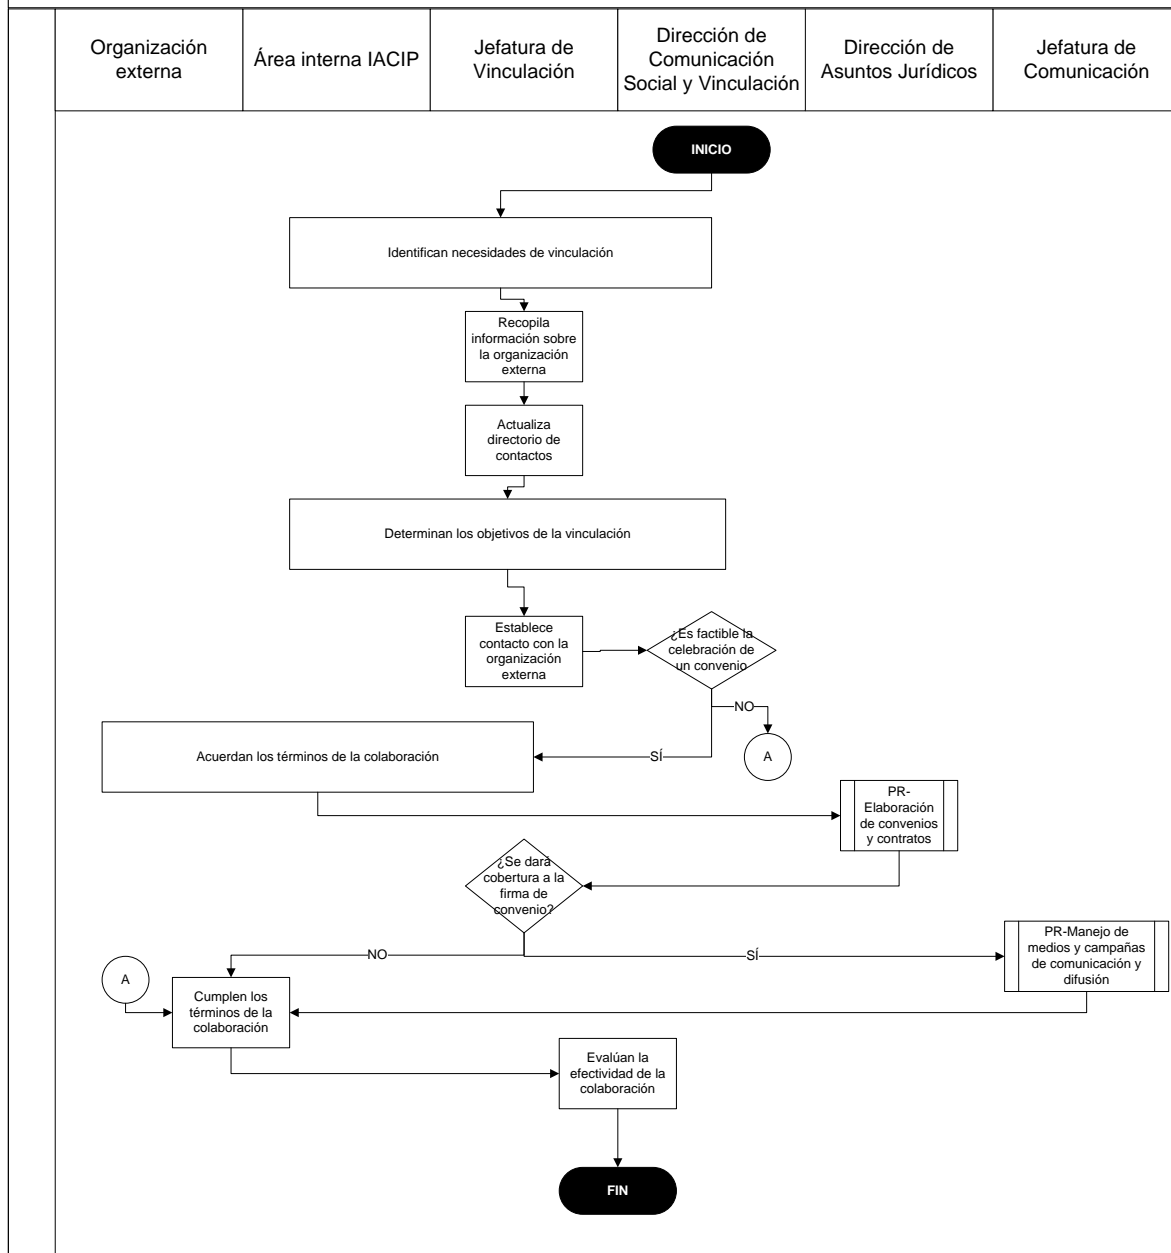 Organización
externa
Área interna IACIP
Jefatura de
Vinculación
Dirección de
Comunicación
Social y Vinculación
Dirección de
Asuntos Jurídicos
Jefatura de
Comunicación
INICIO
Identifican necesidades de vinculación
Recopila
información sobre
la organización
externa
Actualiza
directorio de
contactos
Determinan los objetivos de la vinculación
Establece
contacto con la
organización
externa
¿Es factible la
celebración de
un convenio
NO
A
SÍ
Acuerdan los términos de la colaboración
PR-
Elaboración
de convenios
y contratos
¿Se dará
cobertura a la
firma de
convenio?
NO
SÍ
PR-Manejo de
medios y campañas
de comunicación y
difusión
A
Cumplen los
términos de la
colaboración
Evalúan la
efectividad de la
colaboración
FIN